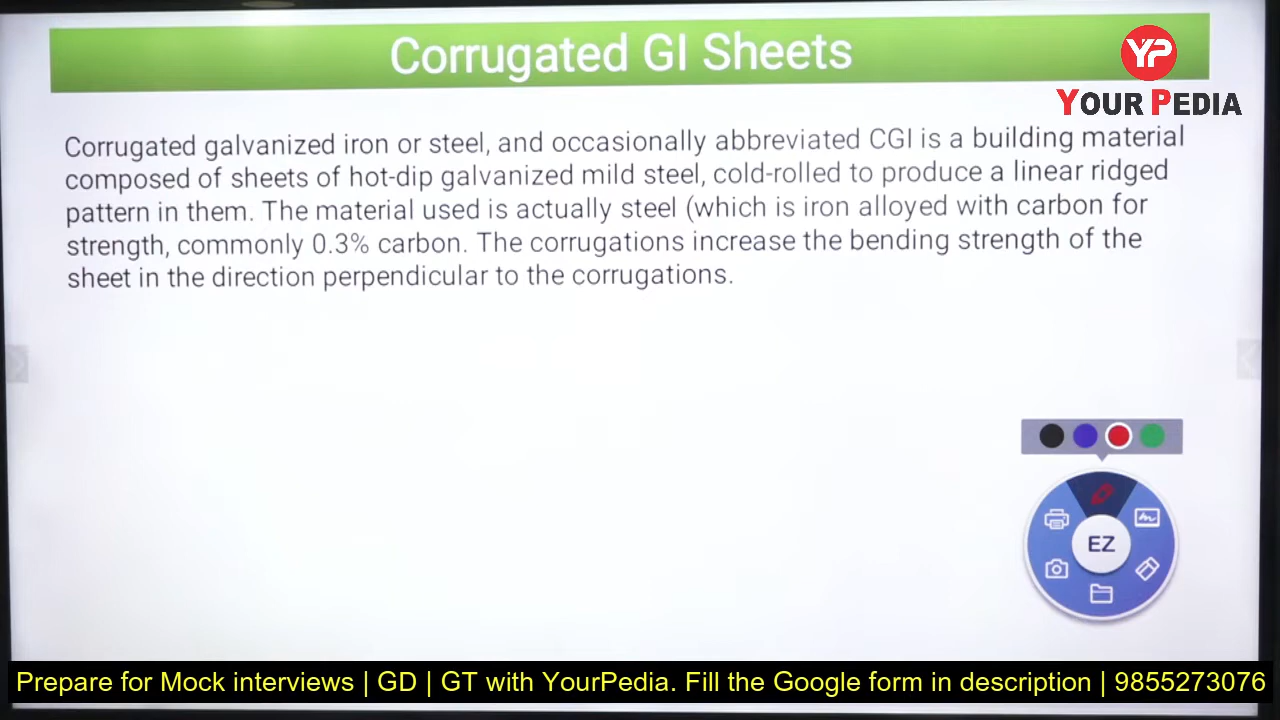 Corrugated GI Sheets
YP
YOUR PEDIA
Corrugated galvanized iron or steel, and occasionally abbreviated CGI is a building material
composed of sheets of hot-dip galvanized mild steel, cold-rolled to produce a linear ridged
pattern in them. The material used is actually steel (which is iron alloyed with carbon for
strength, commonly 0.3% carbon. The corrugations increase the bending strength of the
sheet in the direction perpendicular to the corrugations.
EZ
Prepare for Mock interviews | GD | GT with YourPedia. Fill the Google form in description | 9855273076